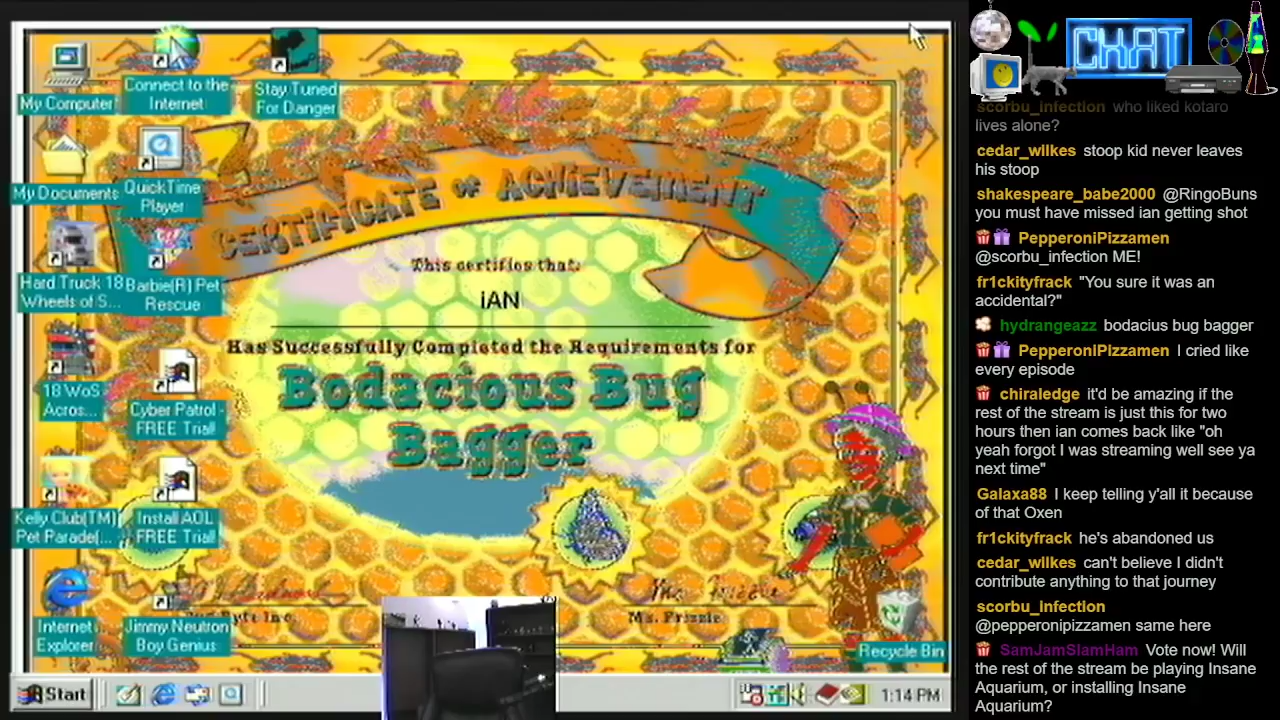 My Computer
Connect to the
Internet
Stay Tuned
For Danger
My Documents
QuickTime
Player
Hard Truck 18
Wheels of S...
Barbie(R) Pet
Rescue
18 WoS
Acros...
Cyber Patrol -
FREE Trial!
Kelly Club(TM)
Pet Parade(...
Install AOL
FREE Trial!
Internet
Explorer
Jimmy Neutron
Boy Genius
Recycle Bin
CERTIFICATE OF ACHIEVEMENT
This certifies that:
iAN
Has Successfully Completed the Requirements for
Bodacious Bug
Bagger
Inc.
Ms. Frizzle
Start
1:14 PM
CHAT
scorbu_infection who liked kotaro
lives alone?
cedar_wilkes stoop kid never leaves
his stoop
shakespeare_babe2000 @RingoBuns
you must have missed ian getting shot
PepperoniPizzamen
@scorbu_infection ME!
fr1ckityfrack "You sure it was an
accidental?"
hydrangeazz bodacius bug bagger
PepperoniPizzamen I cried like
every episode
chiraledge it'd be amazing if the
rest of the stream is just this for two
hours then ian comes back like "oh
yeah forgot I was streaming well see ya
next time"
Galaxa88 I keep telling y'all it because
of that Oxen
fr1ckityfrack he's abandoned us
cedar_wilkes can't believe I didn't
contribute anything to that journey
scorbu_infection
@pepperonipizzamen same here
SamJamSlamHam Vote now! Will
the rest of the stream be playing Insane
Aquarium, or installing Insane
Aquarium?